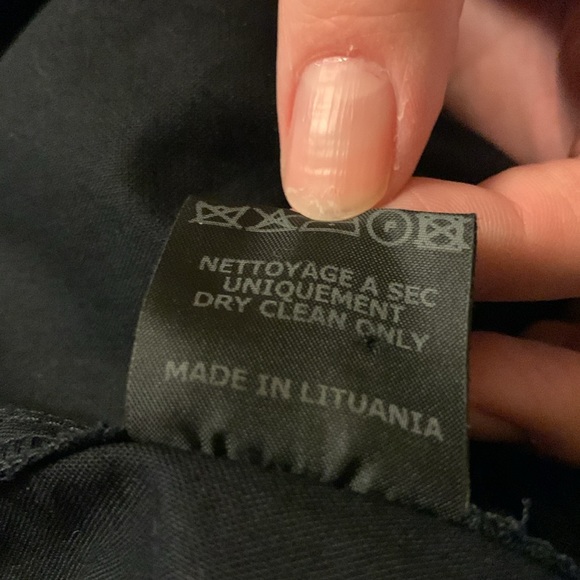 NETTOYAGE A SEC
UNIQUEMENT
DRY CLEAN ONLY
MADE IN LITUANIA